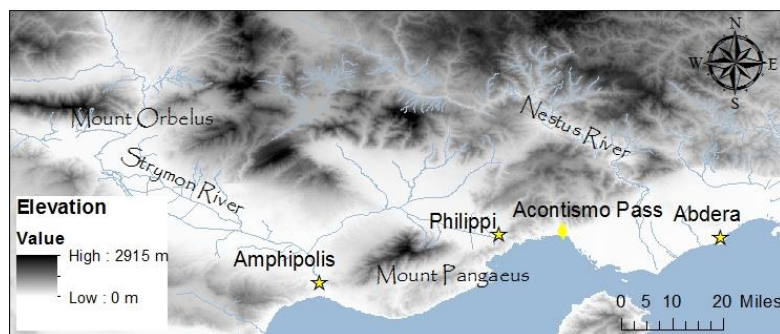 N
W E
S
Mount Orbelus
Nestus River
Strymon River
Elevation
Value
High : 2915 m
Low : 0 m
Philippi
Acontismo Pass
Abdera
Amphipolis
Mount Pangaeus
0 5 10 20 Miles